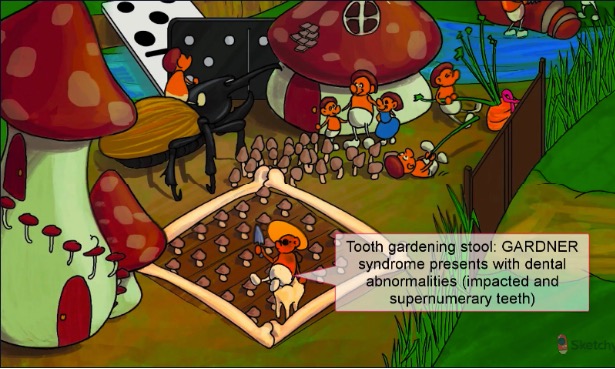 Tooth gardening stool: GARDNER
syndrome presents with dental
abnormalities (impacted and
supernumerary teeth)
Sketchy